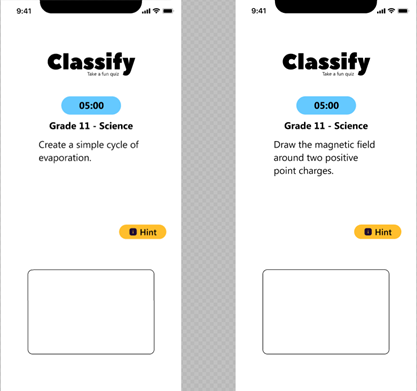 9:41
Classify
Take a fun quiz
05:00
Grade 11 - Science
Create a simple cycle of
evaporation.
Hint
9:41
Classify
Take a fun quiz
05:00
Grade 11 - Science
Draw the magnetic field
around two positive
point charges.
Hint